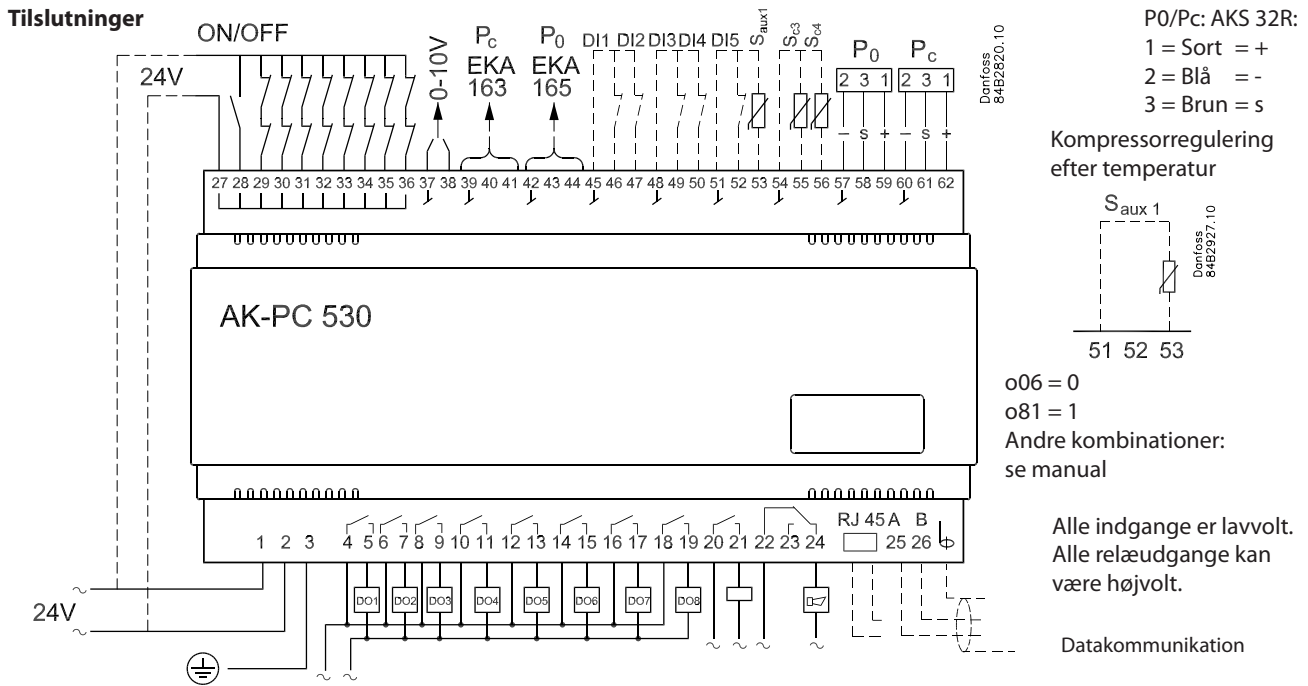 Tilslutninger
ON/OFF
24V
0-10V
Pc
EKA
163
P0
EKA
165
DI1 DI2 DI3 DI4 DI5 Saux1 Sc3 Sc4
P0 Pc
2 3 1 2 3 1
– s + – s +
Danfoss
84B2820.10
P0/Pc: AKS 32R:
1 = Sort = +
2 = Blå = -
3 = Brun = s
Kompressorregulering
efter temperatur
S aux 1
Danfoss
84B2927.10
51 52 53
o06 = 0
o81 = 1
Andre kombinationer:
se manual
27 28 29 30 31 32 33 34 35 36 37 38 39 40 41 42 43 44 45 46 47 48 49 50 51 52 53 54 55 56 57 58 59 60 61 62
AK-PC 530
RJ 45 A B
1 2 3 4 5 6 7 8 9 10 11 12 13 14 15 16 17 18 19 20 21 22 23 24 25 26
DO1 DO2 DO3 DO4 DO5 DO6 DO7 DO8
~
24V
~
~ ~ ~ ~ ~ ~
Alle indgange er lavvolt.
Alle relæudgange kan
være højvolt.
Datakommunikation